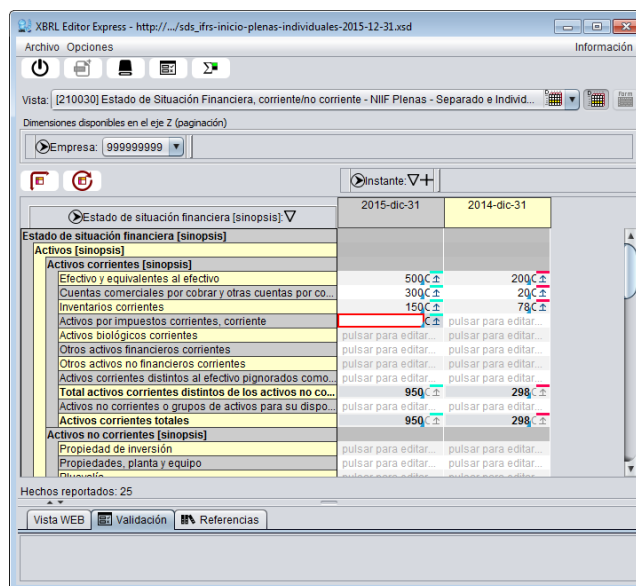 XBRL Editor Express - http://.../sds_ifrs-inicio-plenas-individuales-2015-12-31.xsd
Archivo Opciones Información
Vista: [210030] Estado de Situación Financiera, corriente/no corriente - NIIF Plenas - Separado e Individ...
Dimensiones disponibles en el eje Z (paginación)
Empresa: 999999999
Instante:
Estado de situación financiera [sinopsis]: 2015-dic-31 2014-dic-31
Estado de situación financiera [sinopsis]
Activos [sinopsis]
Activos corrientes [sinopsis]
Efectivo y equivalentes al efectivo 500 200
Cuentas comerciales por cobrar y otras cuentas por co... 300 20
Inventarios corrientes 150 78
Activos por impuestos corrientes, corriente pulsar para editar...
Activos biológicos corrientes pulsar para editar... pulsar para editar...
Otros activos financieros corrientes pulsar para editar... pulsar para editar...
Otros activos no financieros corrientes pulsar para editar... pulsar para editar...
Activos corrientes distintos al efectivo pignorados como... pulsar para editar... pulsar para editar...
Total activos corrientes distintos de los activos no co... 950 298
Activos no corrientes o grupos de activos para su dispo... pulsar para editar... pulsar para editar...
Activos corrientes totales 950 298
Activos no corrientes [sinopsis]
Propiedad de inversión pulsar para editar... pulsar para editar...
Propiedades, planta y equipo pulsar para editar... pulsar para editar...
Hechos reportados: 25
Vista WEB Validación Referencias